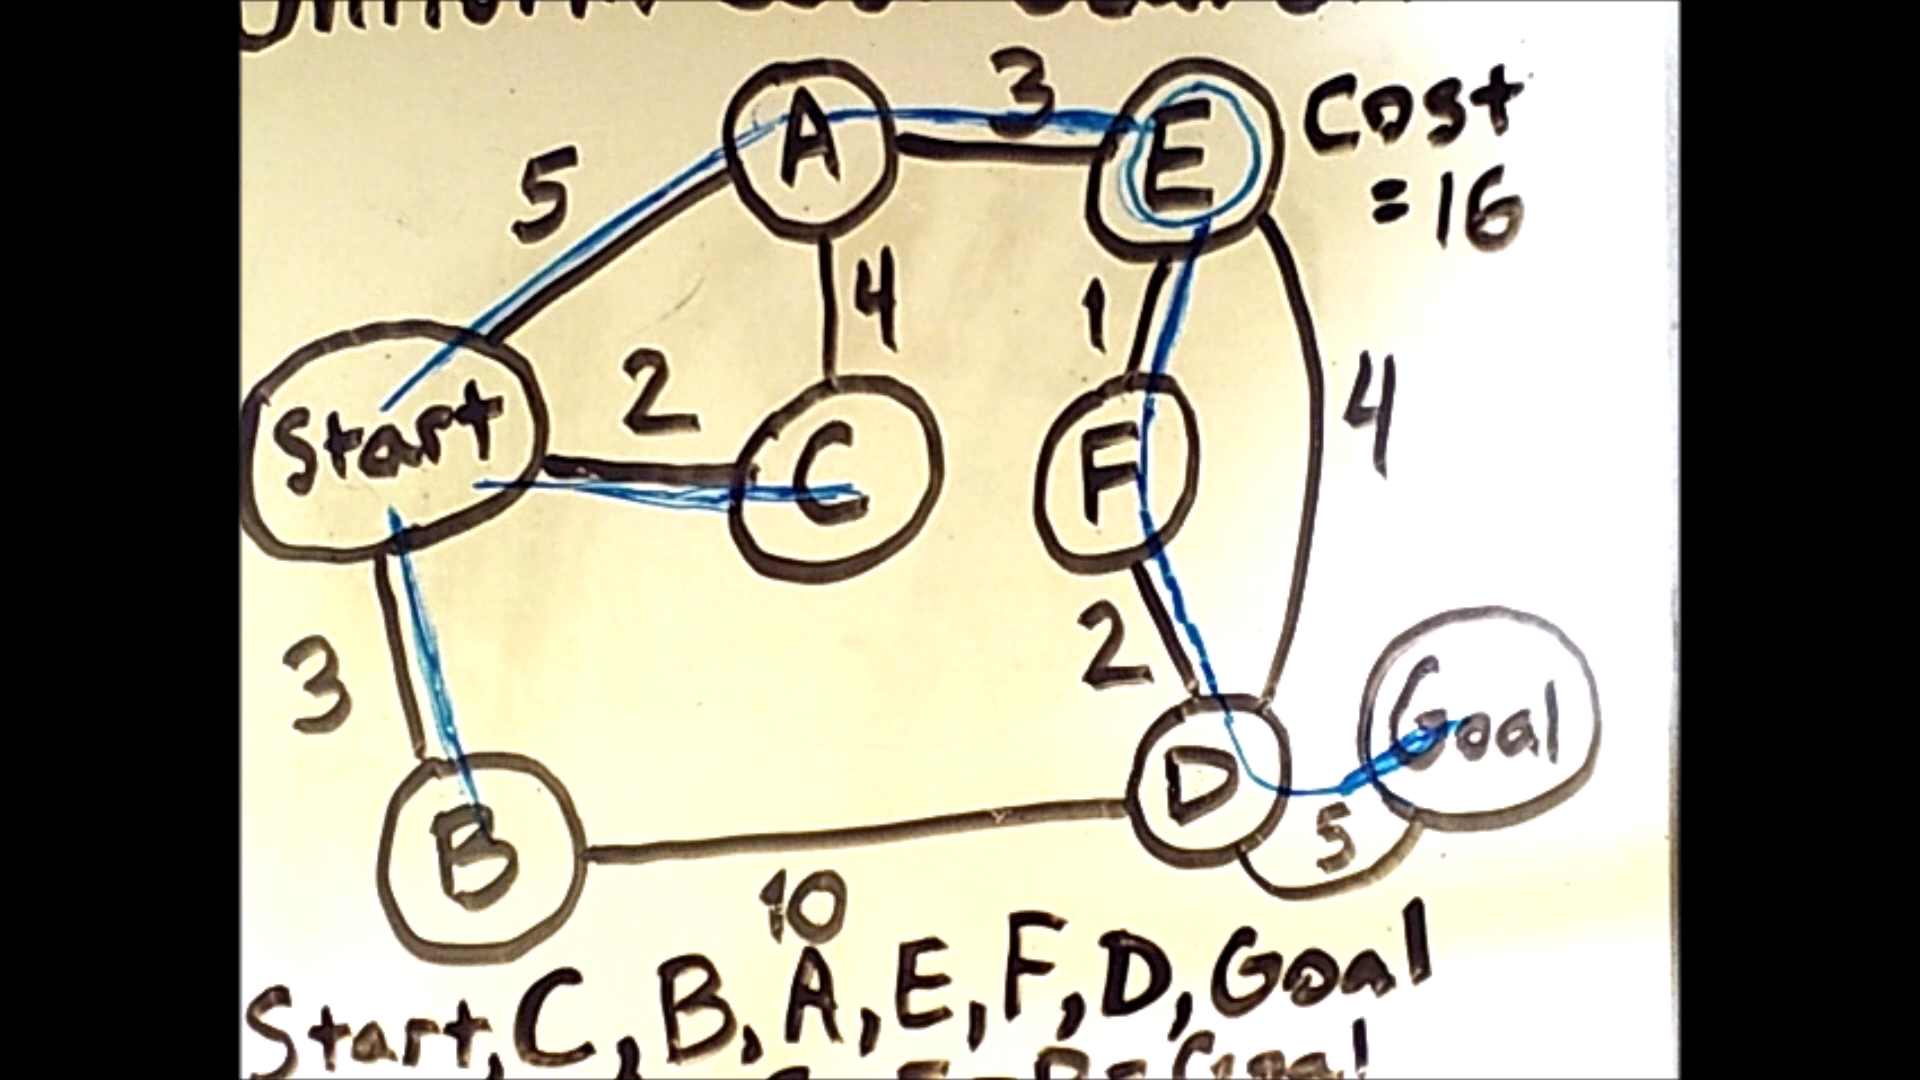 A
3
E
Cost
= 16
5
4
1
2
4
Start
C
F
3
2
Goal
D
5
B
10
Start, C, B, A, E, F, D, Goal